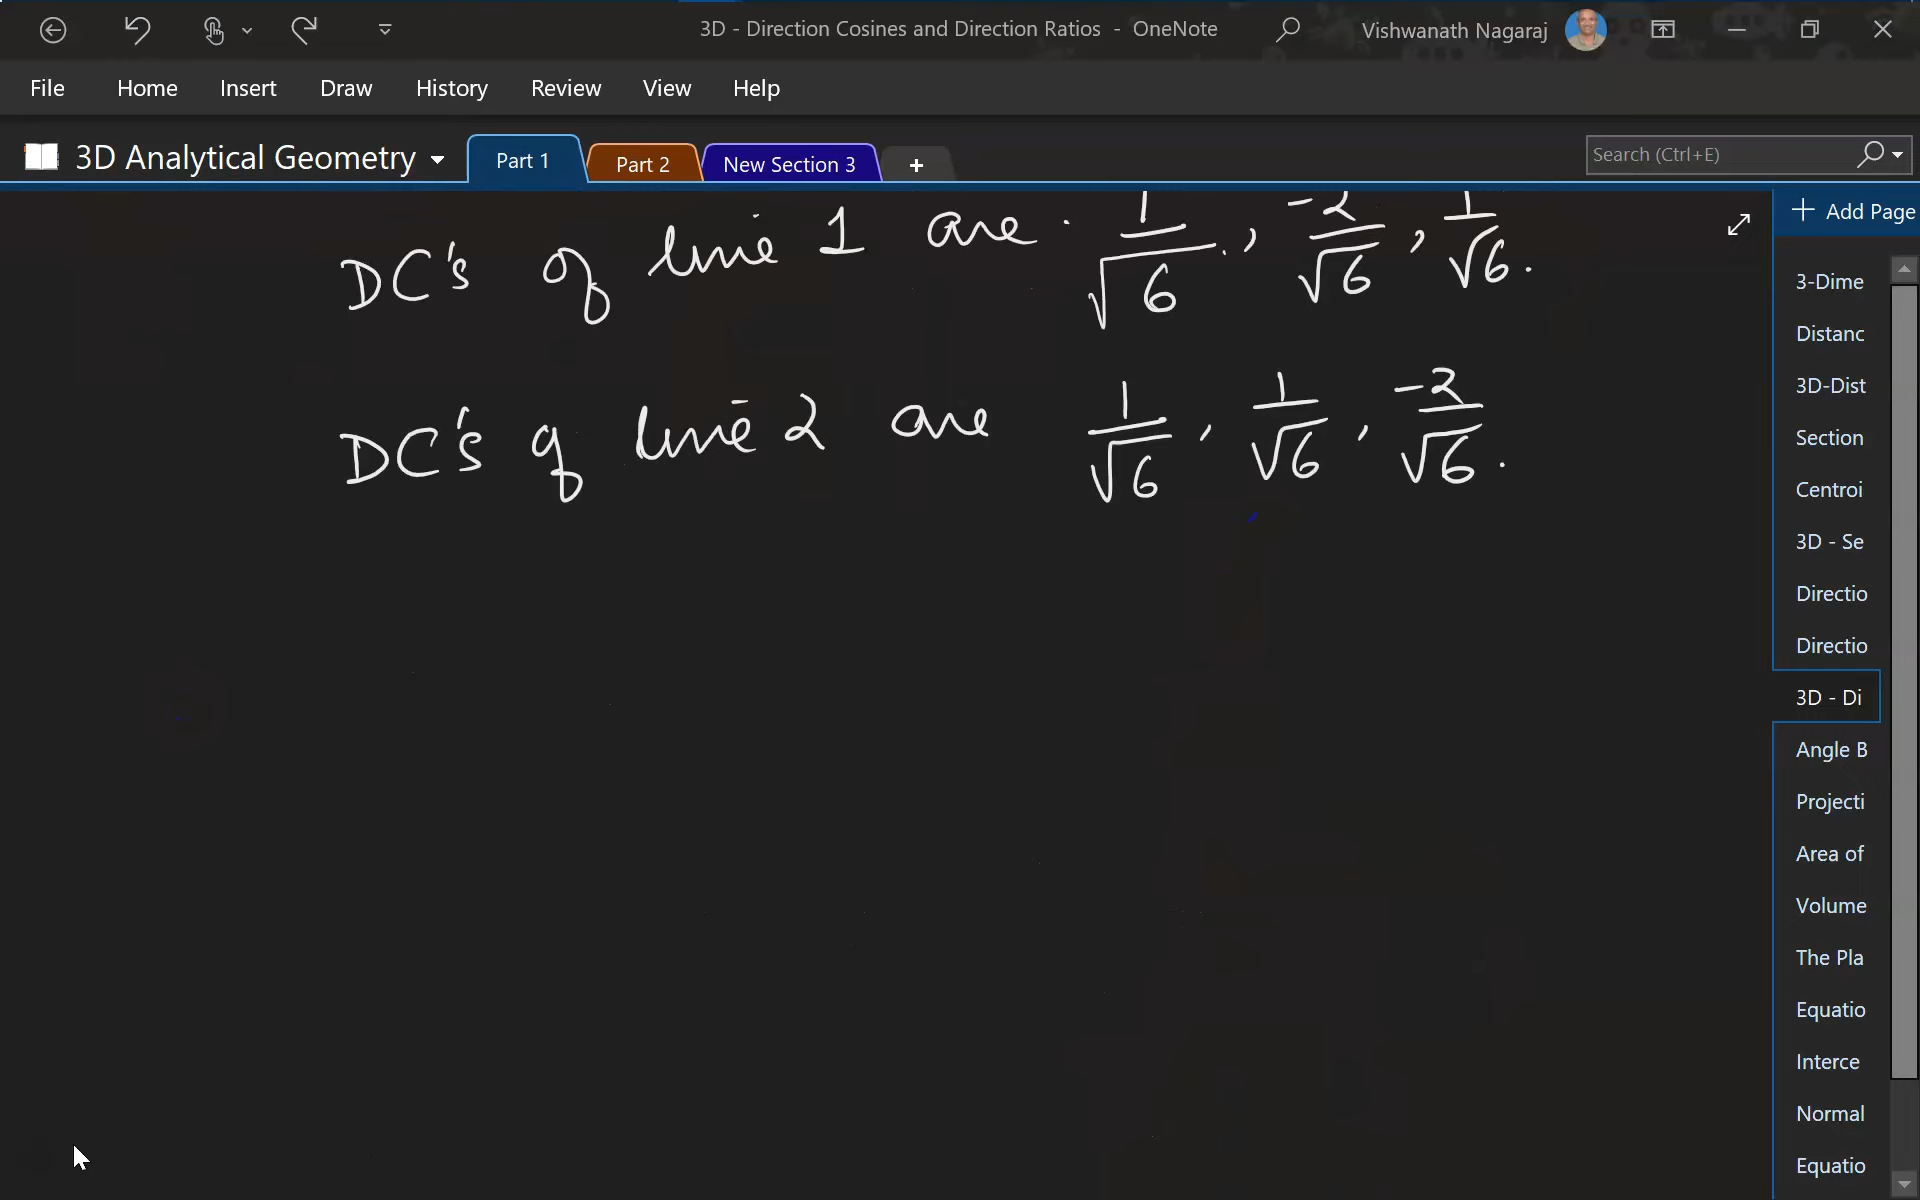 3D - Direction Cosines and Direction Ratios - OneNote
Vishwanath Nagaraj
File Home Insert Draw History Review View Help
3D Analytical Geometry Part 1 Part 2 New Section 3 +
Search (Ctrl+E)
+ Add Page
DC's of line 1 are 1/√6, -2/√6, 1/√6.
DC's of line 2 are 1/√6, 1/√6, -2/√6.
3-Dime
Distanc
3D-Dist
Section
Centroi
3D - Se
Directio
Directio
3D - Di
Angle B
Projecti
Area of
Volume
The Pla
Equatio
Interce
Normal
Equatio